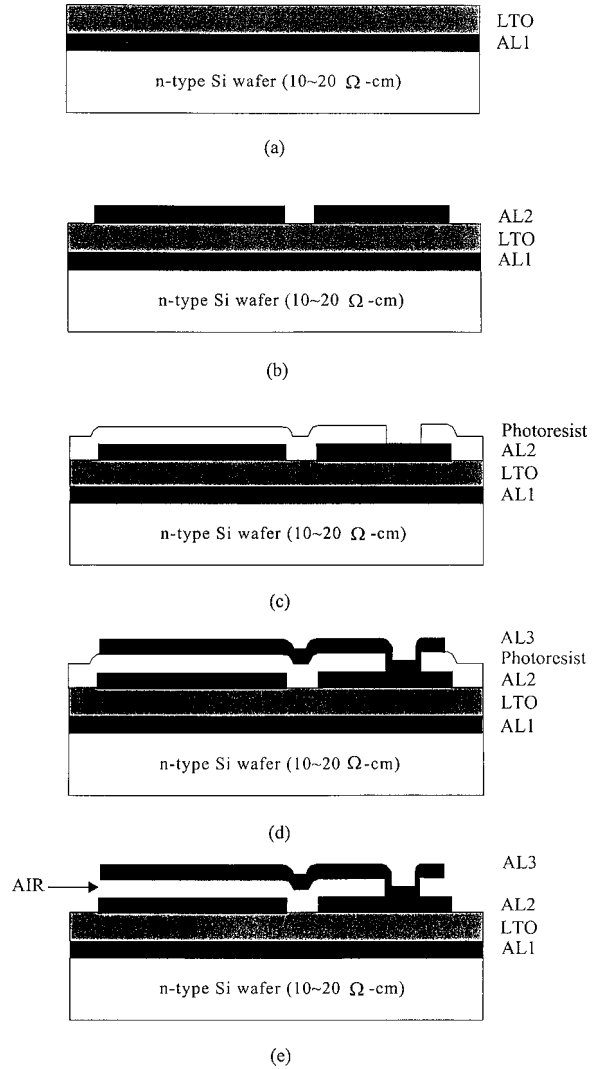 LTO
AL1
n-type Si wafer (10~20 Ω-cm)
(a)
AL2
LTO
AL1
n-type Si wafer (10~20 Ω-cm)
(b)
Photoresist
AL2
LTO
AL1
n-type Si wafer (10~20 Ω-cm)
(c)
AL3
Photoresist
AL2
LTO
AL1
n-type Si wafer (10~20 Ω-cm)
(d)
AL3
AIR
AL2
LTO
AL1
n-type Si wafer (10~20 Ω-cm)
(e)